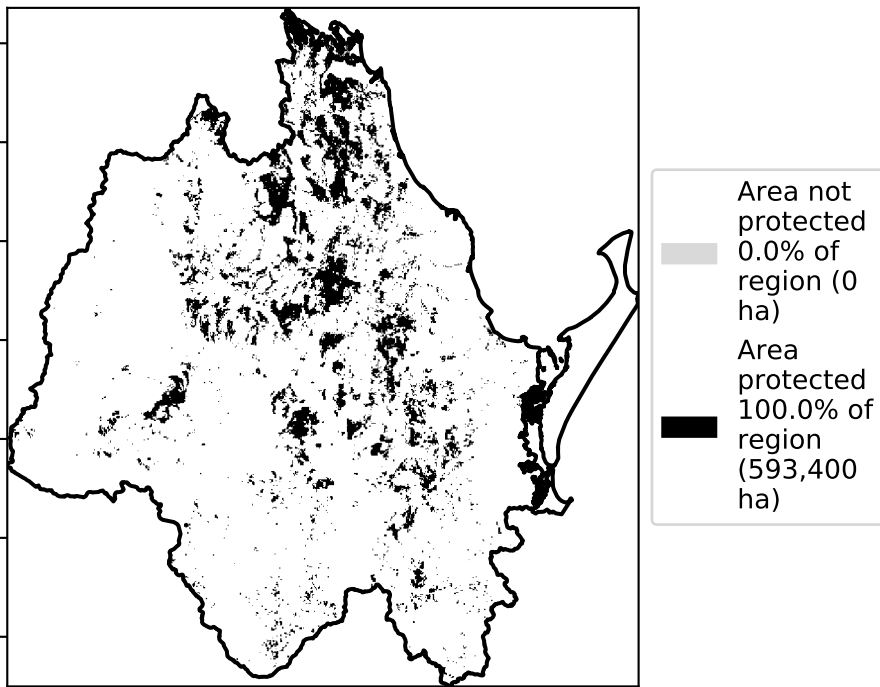 Area not
protected
0.0% of
region (0
ha)
Area
protected
100.0% of
region
(593,400
ha)